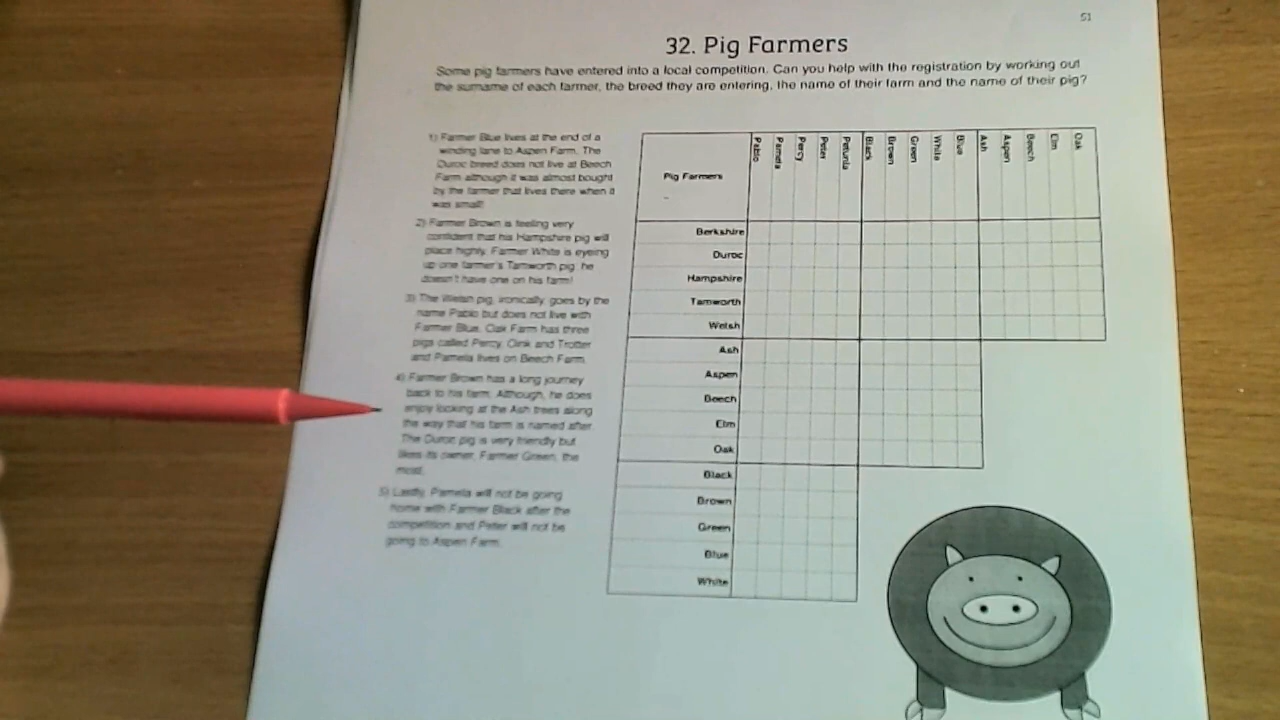 51
32. Pig Farmers
Some pig farmers have entered into a local competition. Can you help with the registration by working out
the surname of each farmer, the breed they are entering, the name of their farm and the name of their pig?
1) Farmer Blue lives at the end of a
winding lane to Aspen Farm. The
Duroc breed does not live at Beech
Farm although it was almost bought
by the farmer that lives there when it
was small!
2) Farmer Brown is feeling very
confident that his Hampshire pig will
place highly. Farmer White is eyeing
up one farmer's Tamworth pig; he
doesn't have one on his farm!
3) The Welsh pig, ironically, goes by the
name Pablo but does not live with
Farmer Blue. Oak Farm has three
pigs called Percy, Oink and Trotter
and Pamela lives on Beech Farm.
4) Farmer Brown has a long journey
back to his farm. Although, he does
enjoy looking at the Ash trees along
the way that his farm is named after.
The Duroc pig is very friendly but
likes its owner, Farmer Green, the
most.
5) Lastly, Pamela will not be going
home with Farmer Black after the
competition and Peter will not be
going to Aspen Farm.
Pig Farmers
Pablo
Pamela
Percy
Peter
Petunia
Black
Brown
Green
White
Blue
Ash
Aspen
Beech
Elm
Oak
Berkshire
Duroc
Hampshire
Tamworth
Welsh
Ash
Aspen
Beech
Elm
Oak
Black
Brown
Green
Blue
White